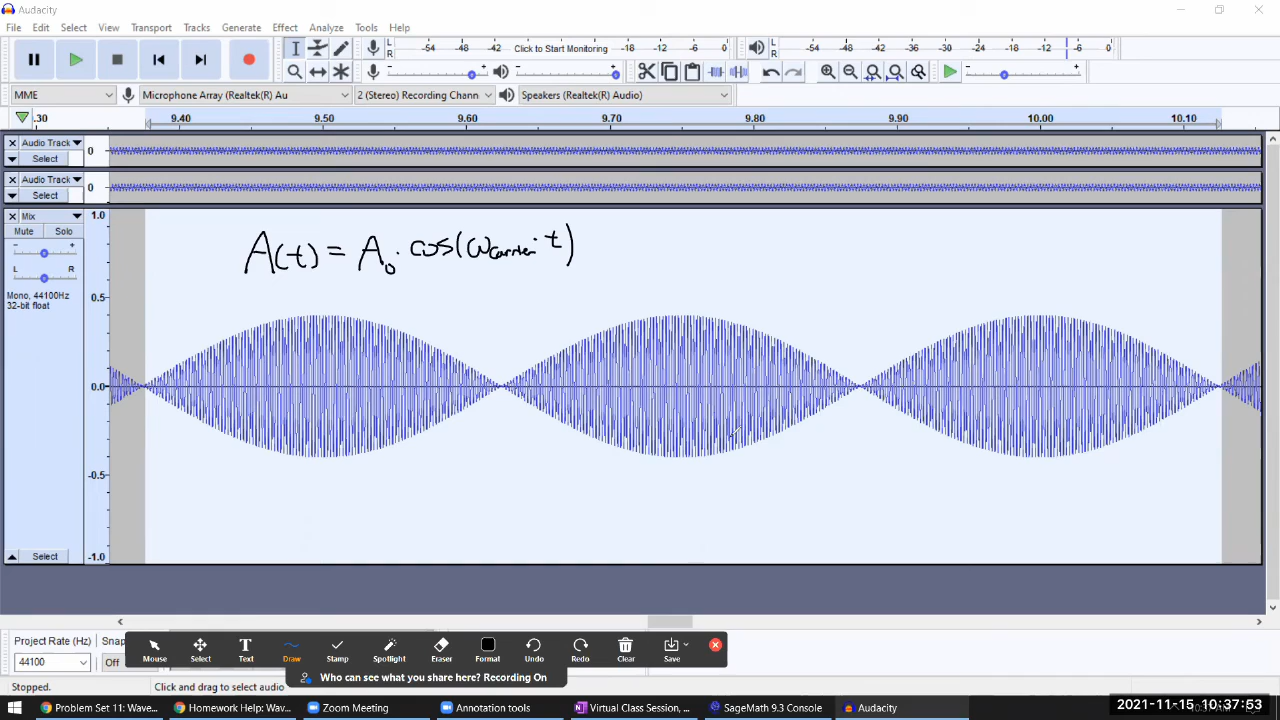 Audacity
File Edit Select View Transport Tracks Generate Effect Analyze Tools Help
L R -54 -48 -42 Click to Start Monitoring -18 -12 -6 0 L R -54 -48 -42 -36 -30 -24 -18 -12 -6 0
- + - + - +
MME Microphone Array (Realtek(R) Au 2 (Stereo) Recording Chann Speakers (Realtek(R) Audio)
.30 9.40 9.50 9.60 9.70 9.80 9.90 10.00 10.10
Audio Track 0
Select
Audio Track 0
Select
Mix 1.0
Mute Solo
- +
L R
Mono, 44100Hz
32-bit float
0.5
0.0
-0.5
-1.0
Select
A(t) = A₀ · cos(ωcarrier · t)
Project Rate (Hz) Snap
44100 Off
Mouse Select Text Draw Stamp Spotlight Eraser Format Undo Redo Clear Save
Who can see what you share here? Recording On
Stopped. Click and drag to select audio
Problem Set 11: Wave... Homework Help: Wav... Zoom Meeting Annotation tools Virtual Class Session, ... SageMath 9.3 Console Audacity
2021-11-15 10:37:53